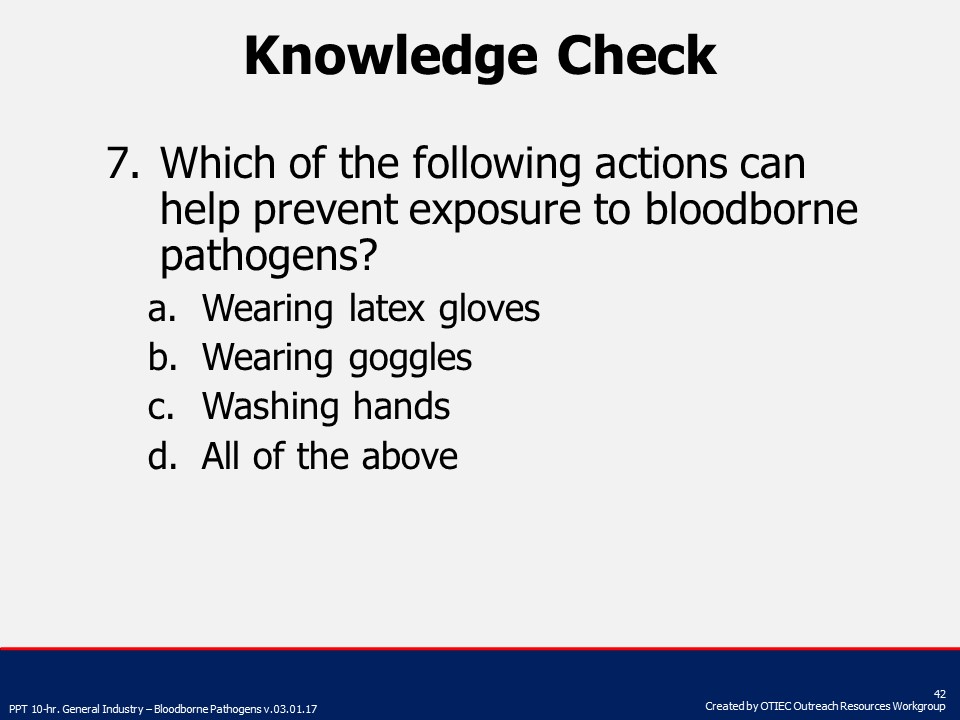 Knowledge Check
7. Which of the following actions can
help prevent exposure to bloodborne
pathogens?
a. Wearing latex gloves
b. Wearing goggles
c. Washing hands
d. All of the above
42
PPT 10-hr. General Industry – Bloodborne Pathogens v.03.01.17
Created by OTIEC Outreach Resources Workgroup